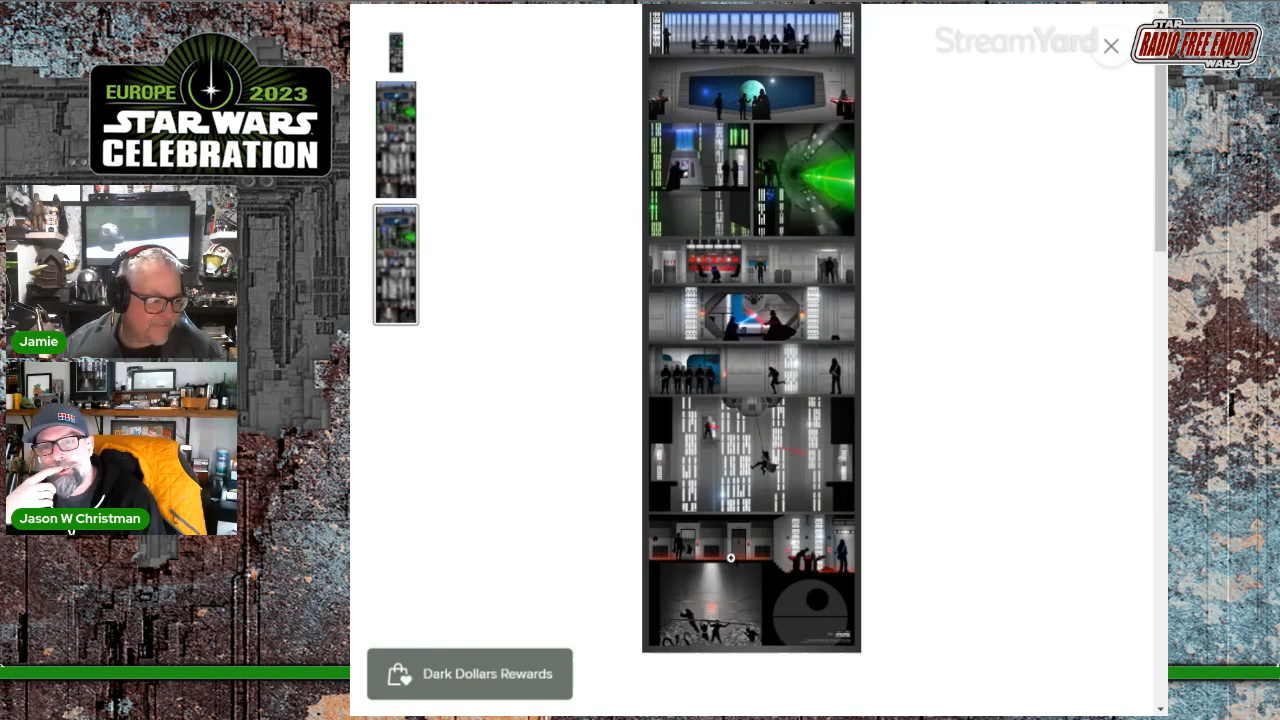 EUROPE 2023
STAR WARS
CELEBRATION
StreamYard
STAR
RADIO FREE ENDOR
WARS
Jamie
Jason W Christman
Dark Dollars Rewards